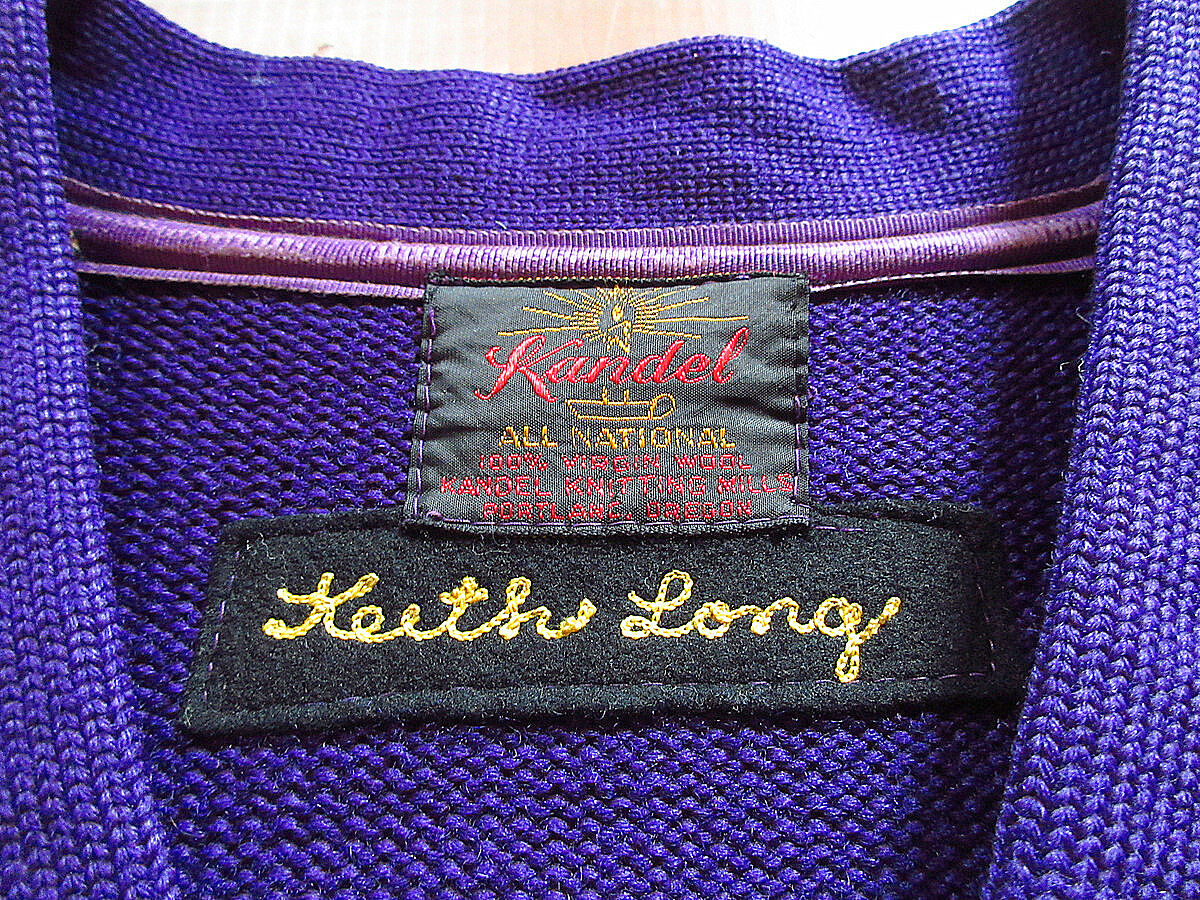 Kandel
ALL NATIONAL
100% VIRGIN WOOL
KANDEL KNITTING MILLS
PORTLAND, OREGON
Keith Long